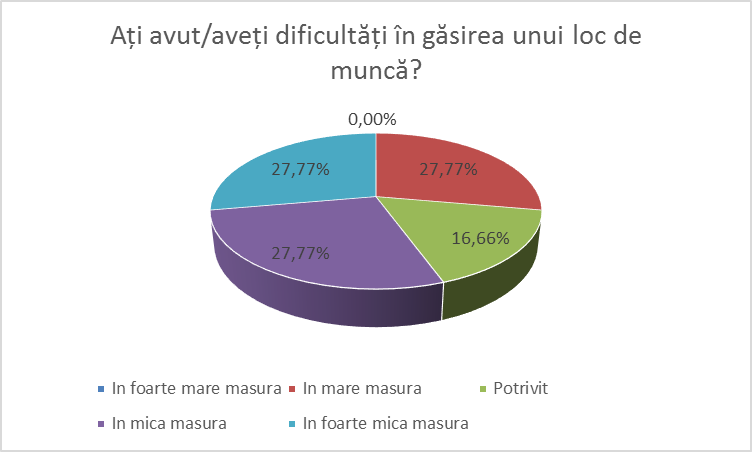 Ați avut/aveți dificultăți în găsirea unui loc de
muncă?
0,00%
27,77%
27,77%
16,66%
27,77%
In foarte mare masura
In mare masura
Potrivit
In mica masura
In foarte mica masura